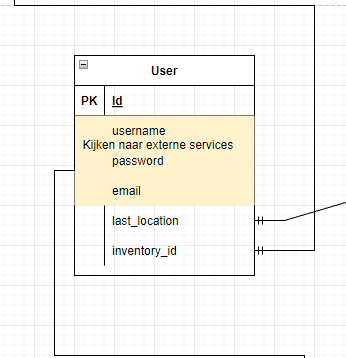 User
PK Id
username
Kijken naar externe services
password
email
last_location
inventory_id